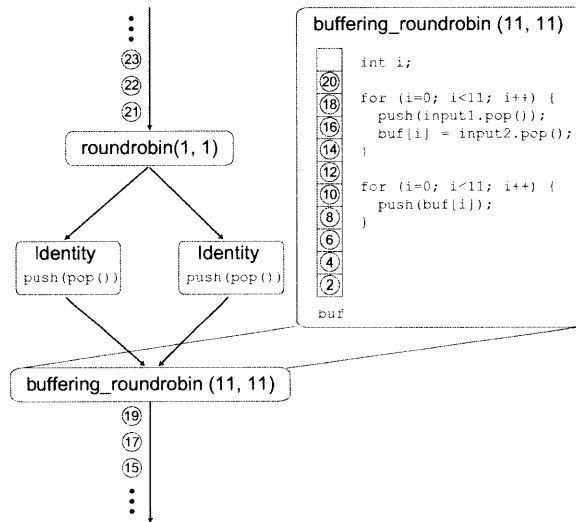 23
22
21
roundrobin(1, 1)
Identity
push(pop())
Identity
push(pop())
buffering_roundrobin (11, 11)
19
17
15
buffering_roundrobin (11, 11)
20
18
16
14
12
10
8
6
4
2
buf
int i;
for (i=0; i<11; i++) {
push(input1.pop());
buf[i] = input2.pop();
}
for (i=0; i<11; i++) {
push(buf[i]);
}